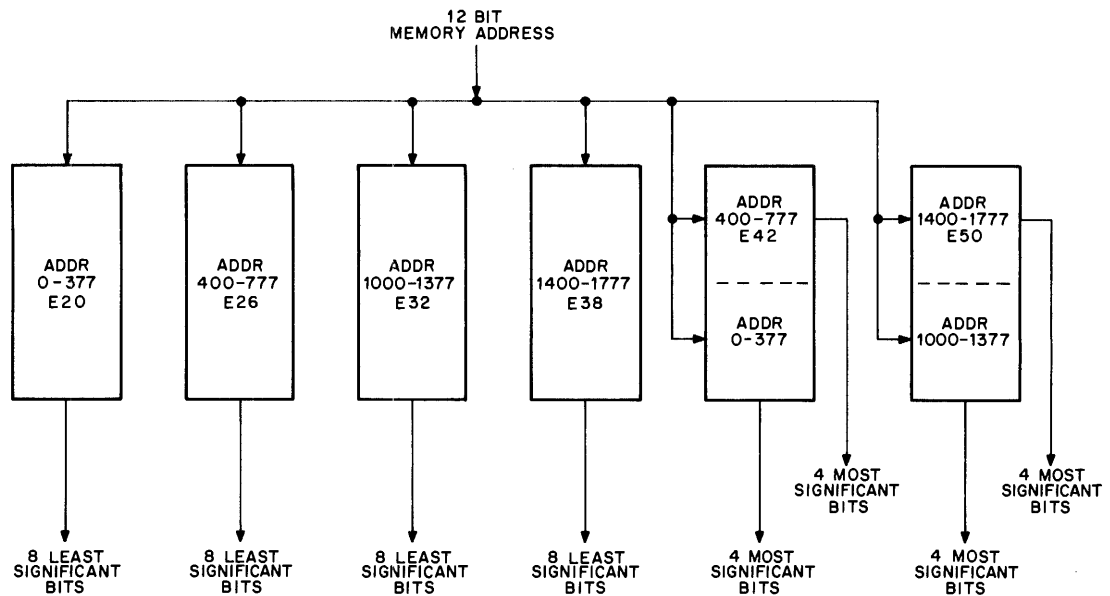 12 BIT
MEMORY ADDRESS
ADDR
0-377
E20
ADDR
400-777
E26
ADDR
1000-1377
E32
ADDR
1400-1777
E38
ADDR
400-777
E42
ADDR
0-377
ADDR
1400-1777
E50
ADDR
1000-1377
4 MOST
SIGNIFICANT
BITS
4 MOST
SIGNIFICANT
BITS
8 LEAST
SIGNIFICANT
BITS
8 LEAST
SIGNIFICANT
BITS
8 LEAST
SIGNIFICANT
BITS
8 LEAST
SIGNIFICANT
BITS
4 MOST
SIGNIFICANT
BITS
4 MOST
SIGNIFICANT
BITS